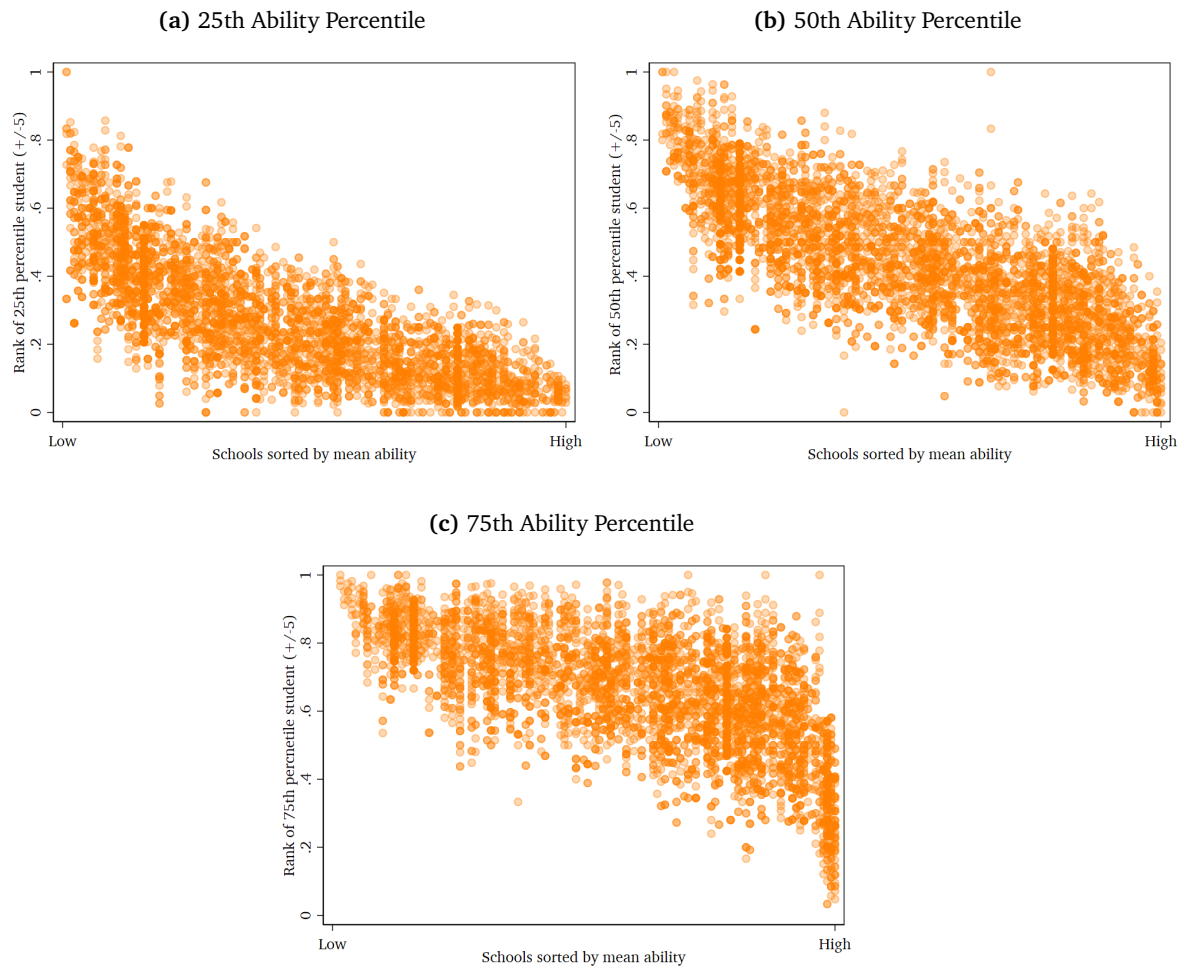 (a) 25th Ability Percentile
Rank of 25th percentile student (+/-5)
1
.8
.6
.4
.2
0
Low
High
Schools sorted by mean ability
(b) 50th Ability Percentile
Rank of 50th percentile student (+/-5)
1
.8
.6
.4
.2
0
Low
High
Schools sorted by mean ability
(c) 75th Ability Percentile
Rank of 75th percnetile student (+/-5)
1
.8
.6
.4
.2
0
Low
High
Schools sorted by mean ability